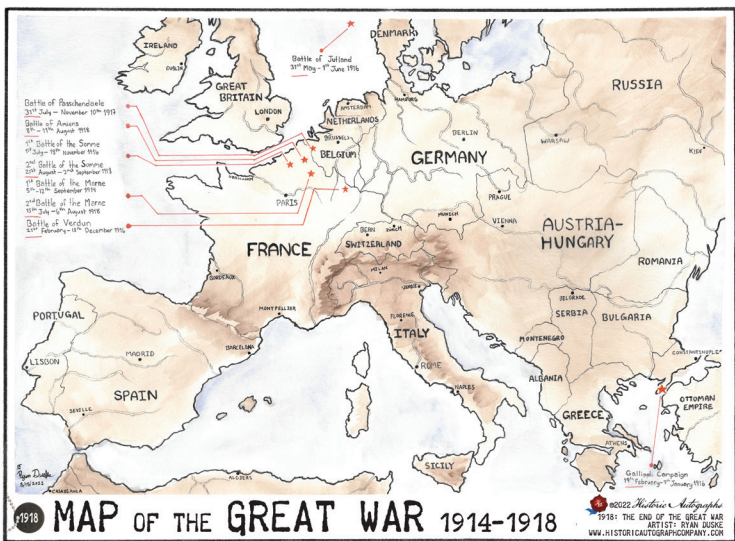 Battle of Jutland
31st May - 1st June 1916
DENMARK
IRELAND
DUBLIN
GREAT
BRITAIN
LONDON
HAMBURG
AMSTERDAM
NETHERLANDS
BRUSSELS
BELGIUM
BERLIN
GERMANY
RUSSIA
WARSAW
KIEV
Battle of Passchendaele
31st July - November 10th 1917
Battle of Amiens
8th - 11th August 1918
1st Battle of the Somme
1st July - 18th November 1916
2nd Battle of the Somme
21st August - 2nd September 1918
1st Battle of the Marne
5th - 12th September 1914
2nd Battle of the Marne
15th July - 6th August 1918
Battle of Verdun
21st February - 18th December 1916
PARIS
FRANCE
BORDEAUX
MONTPELLIER
BERN
ZURICH
SWITZERLAND
MUNICH
PRAGUE
VIENNA
AUSTRIA-
HUNGARY
ROMANIA
MILAN
FLORENCE
ITALY
ROME
NAPLES
SICILY
BELGRADE
SERBIA
BULGARIA
MONTENEGRO
ALBANIA
CONSTANTINOPLE
OTTOMAN
EMPIRE
GREECE
ATHENS
Gallipoli Campaign
19th February - 9th January 1916
PORTUGAL
LISBON
MADRID
SPAIN
SEVILLE
BARCELONA
ALGIERS
CASABLANCA
Ryan Duske
1918
MAP OF THE GREAT WAR 1914-1918
©2022 Historic Autographs
1918: THE END OF THE GREAT WAR
ARTIST: RYAN DUSKE
WWW.HISTORICAUTOGRAPHCOMPANY.COM